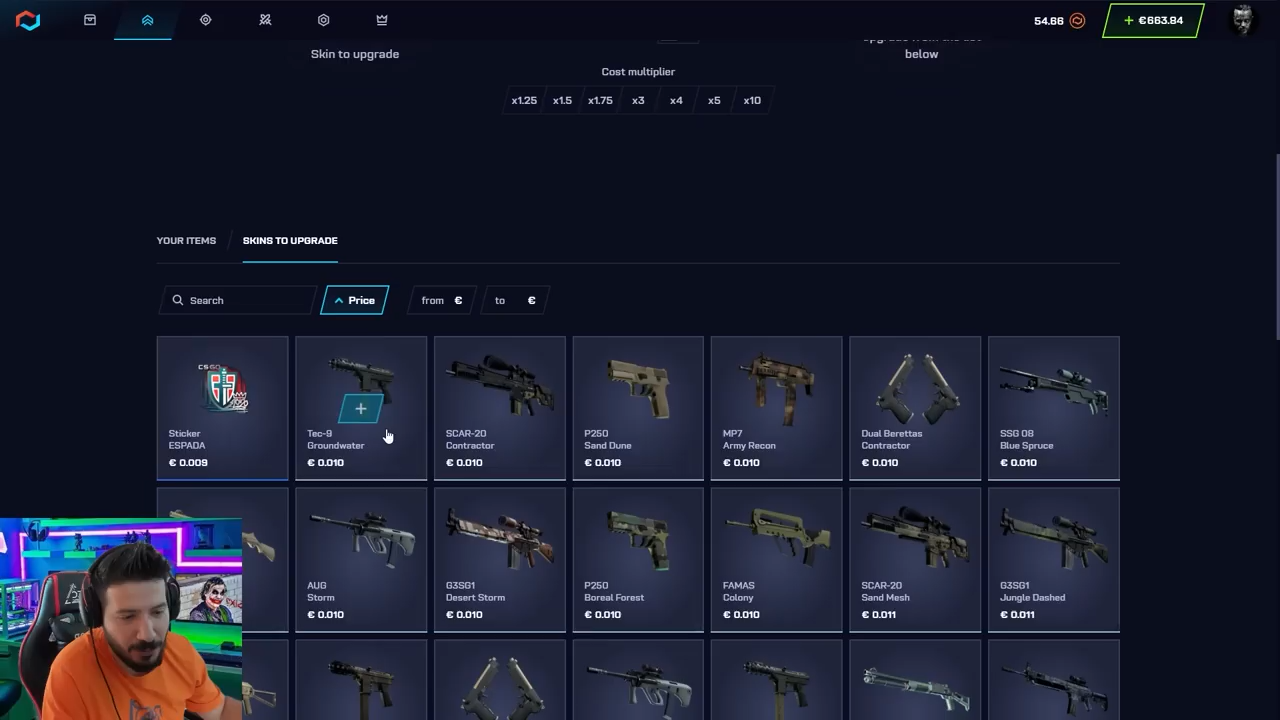 54.66
+ €663.84
Skin to upgrade
below
Cost multiplier
x1.25 x1.5 x1.75 x3 x4 x5 x10
YOUR ITEMS SKINS TO UPGRADE
Search
Price
from €
to €
CSGO
Sticker
ESPADA
€ 0.009
Tec-9
Groundwater
€ 0.010
SCAR-20
Contractor
€ 0.010
P250
Sand Dune
€ 0.010
MP7
Army Recon
€ 0.010
Dual Berettas
Contractor
€ 0.010
SSG 08
Blue Spruce
€ 0.010
AUG
Storm
€ 0.010
G3SG1
Desert Storm
€ 0.010
P250
Boreal Forest
€ 0.010
FAMAS
Colony
€ 0.010
SCAR-20
Sand Mesh
€ 0.011
G3SG1
Jungle Dashed
€ 0.011